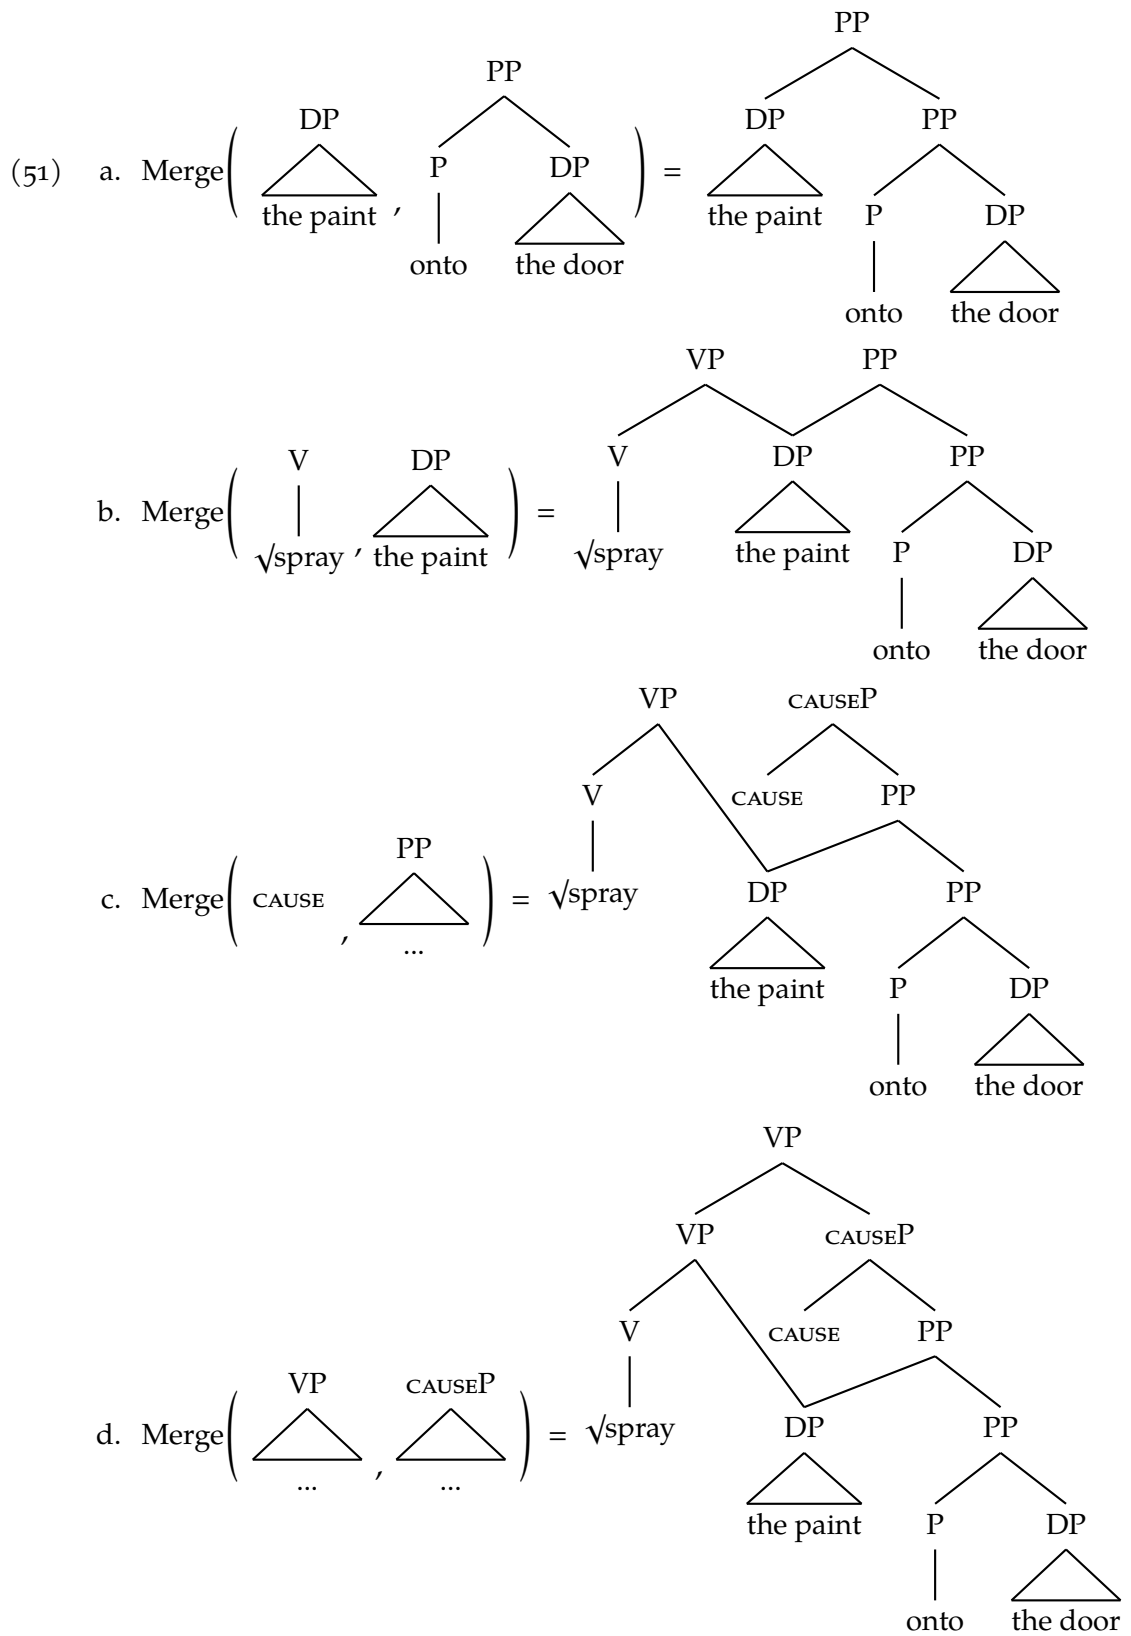 PP
PP
DP DP PP
(51) a. Merge( P DP ) =
the paint , the paint P DP
onto the door
onto the door
VP PP
V DP V DP PP
b. Merge( ) =
√spray , the paint √spray the paint P DP
onto the door
VP CAUSEP
V CAUSE PP
PP
c. Merge( CAUSE , ) = √spray DP PP
...
the paint P DP
onto the door
VP
VP CAUSEP
V CAUSE PP
VP CAUSEP
d. Merge( , ) = √spray DP PP
... ...
the paint P DP
onto the door